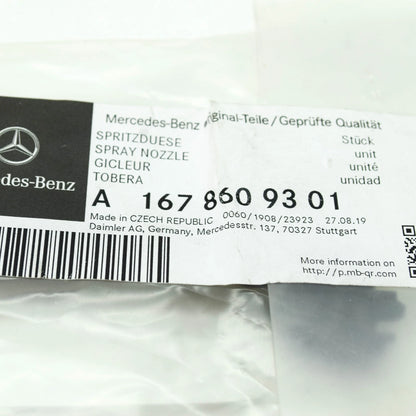 Mercedes-Benz Original-Teile/Geprüfte Qualität
SPRITZDUESE Stück
SPRAY NOZZLE unit
GICLEUR unité
TOBERA unidad
des-Benz
A 167 860 93 01
Made in CZECH REPUBLIC 0060/1908/23923 27.08.19
Daimler AG, Germany, Mercedesstr. 137, 70327 Stuttgart
More information on
http://p.mb-qr.com/